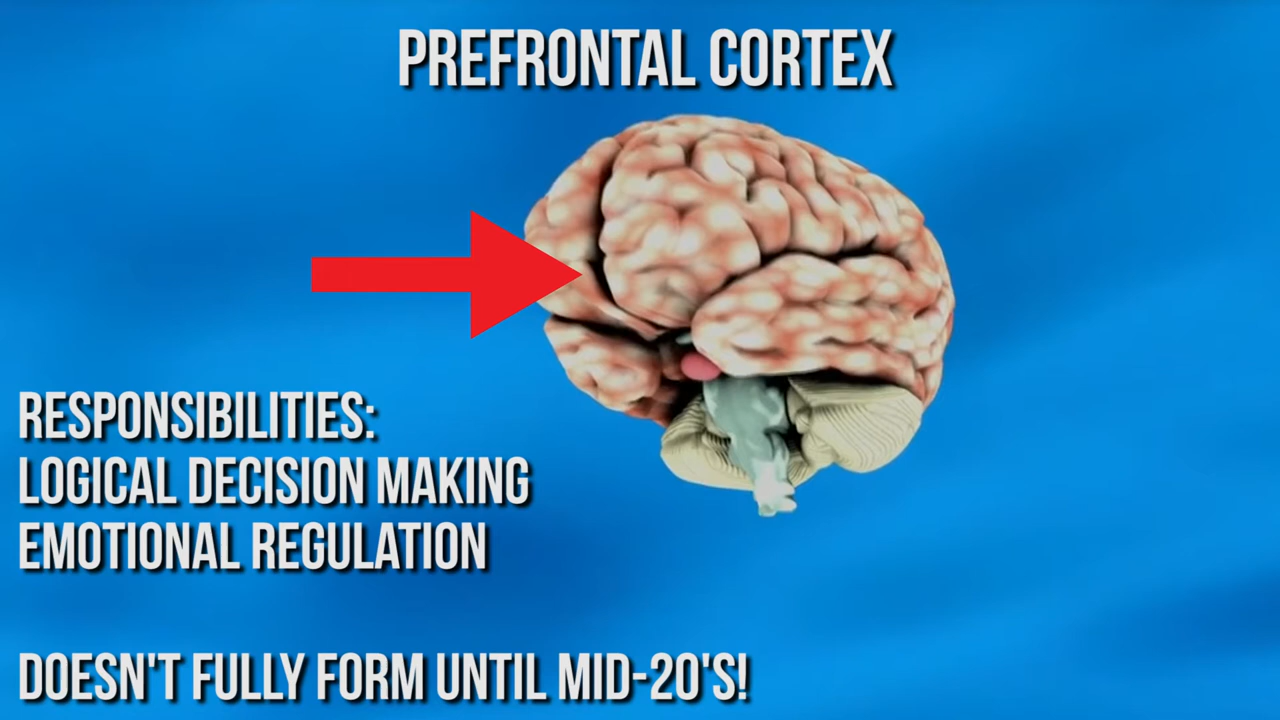 PREFRONTAL CORTEX
RESPONSIBILITIES:
LOGICAL DECISION MAKING
EMOTIONAL REGULATION
DOESN'T FULLY FORM UNTIL MID-20'S!